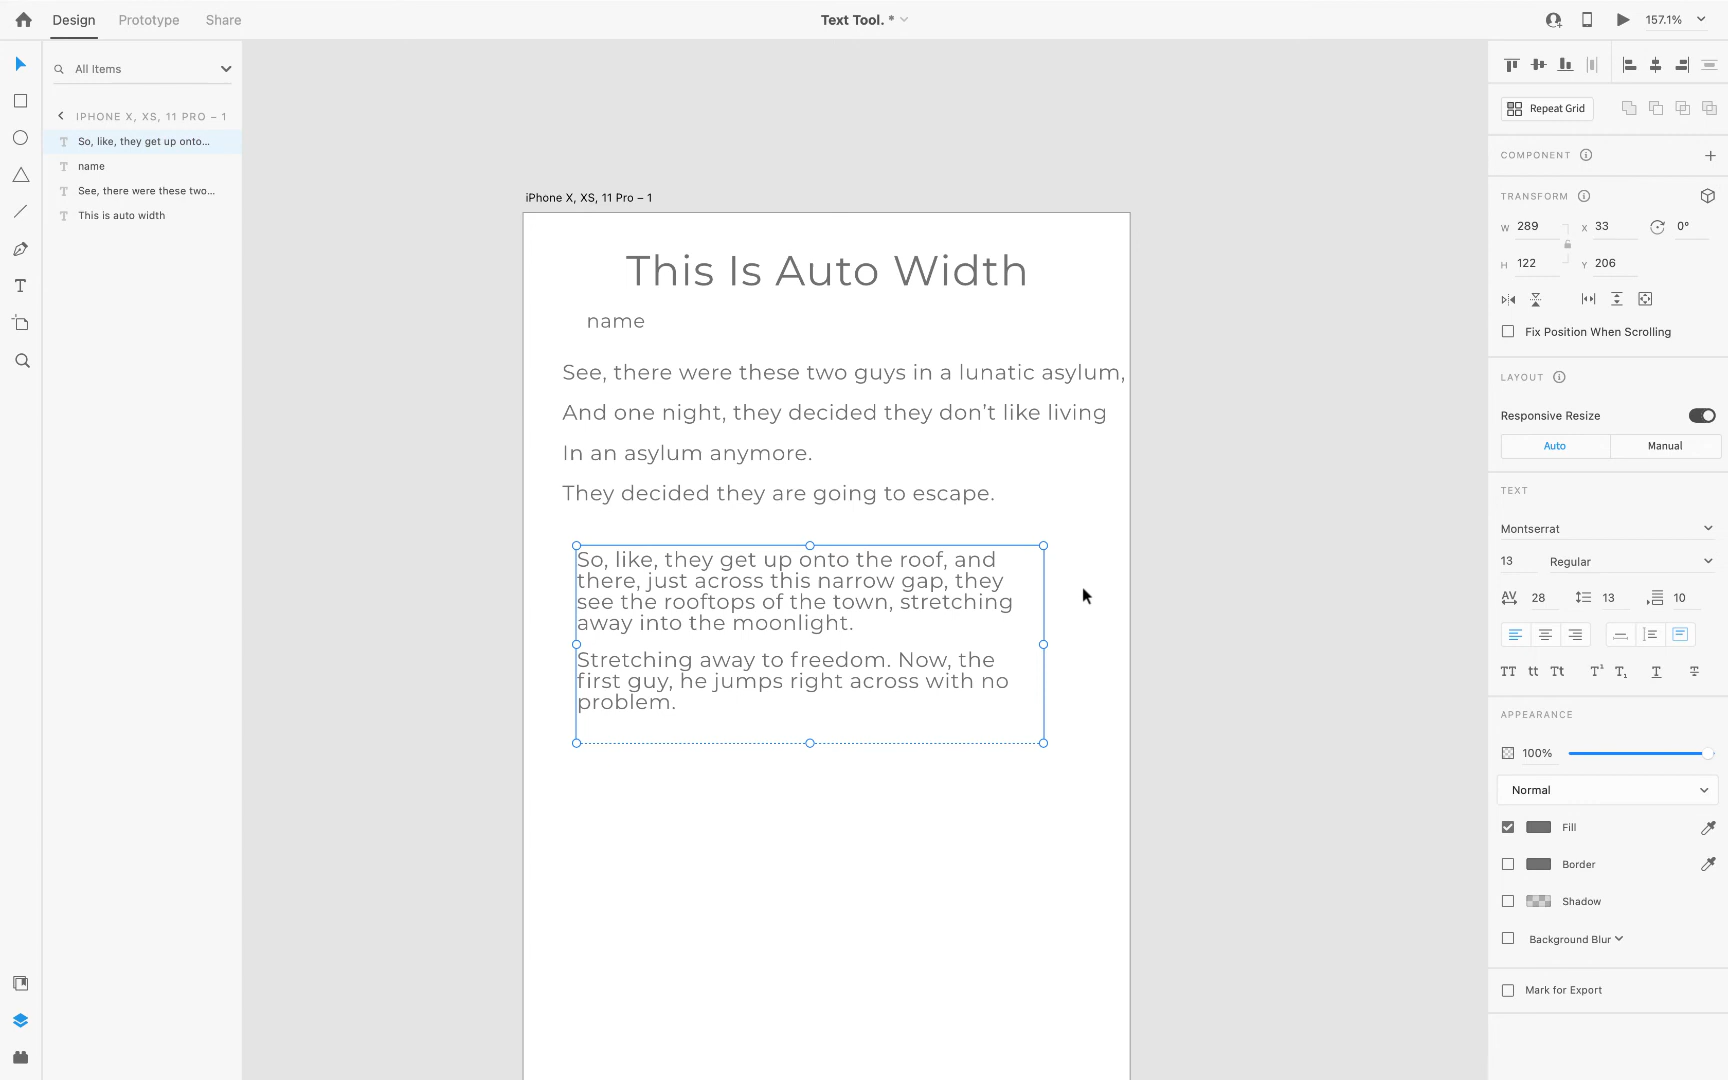 Design
Prototype
Share
Text Tool. *
157.1%
All Items
IPHONE X, XS, 11 PRO – 1
So, like, they get up onto...
name
See, there were these two...
This is auto width
iPhone X, XS, 11 Pro – 1
This Is Auto Width
name
See, there were these two guys in a lunatic asylum,
And one night, they decided they don't like living
In an asylum anymore.
They decided they are going to escape.
So, like, they get up onto the roof, and
there, just across this narrow gap, they
see the rooftops of the town, stretching
away into the moonlight.
Stretching away to freedom. Now, the
first guy, he jumps right across with no
problem.
Repeat Grid
COMPONENT
TRANSFORM
W 289 X 33 0°
H 122 Y 206
Fix Position When Scrolling
LAYOUT
Responsive Resize
Auto Manual
TEXT
Montserrat
13 Regular
AV 28 13 10
TT tt Tt T¹ T₁ T T
APPEARANCE
100%
Normal
Fill
Border
Shadow
Background Blur
Mark for Export